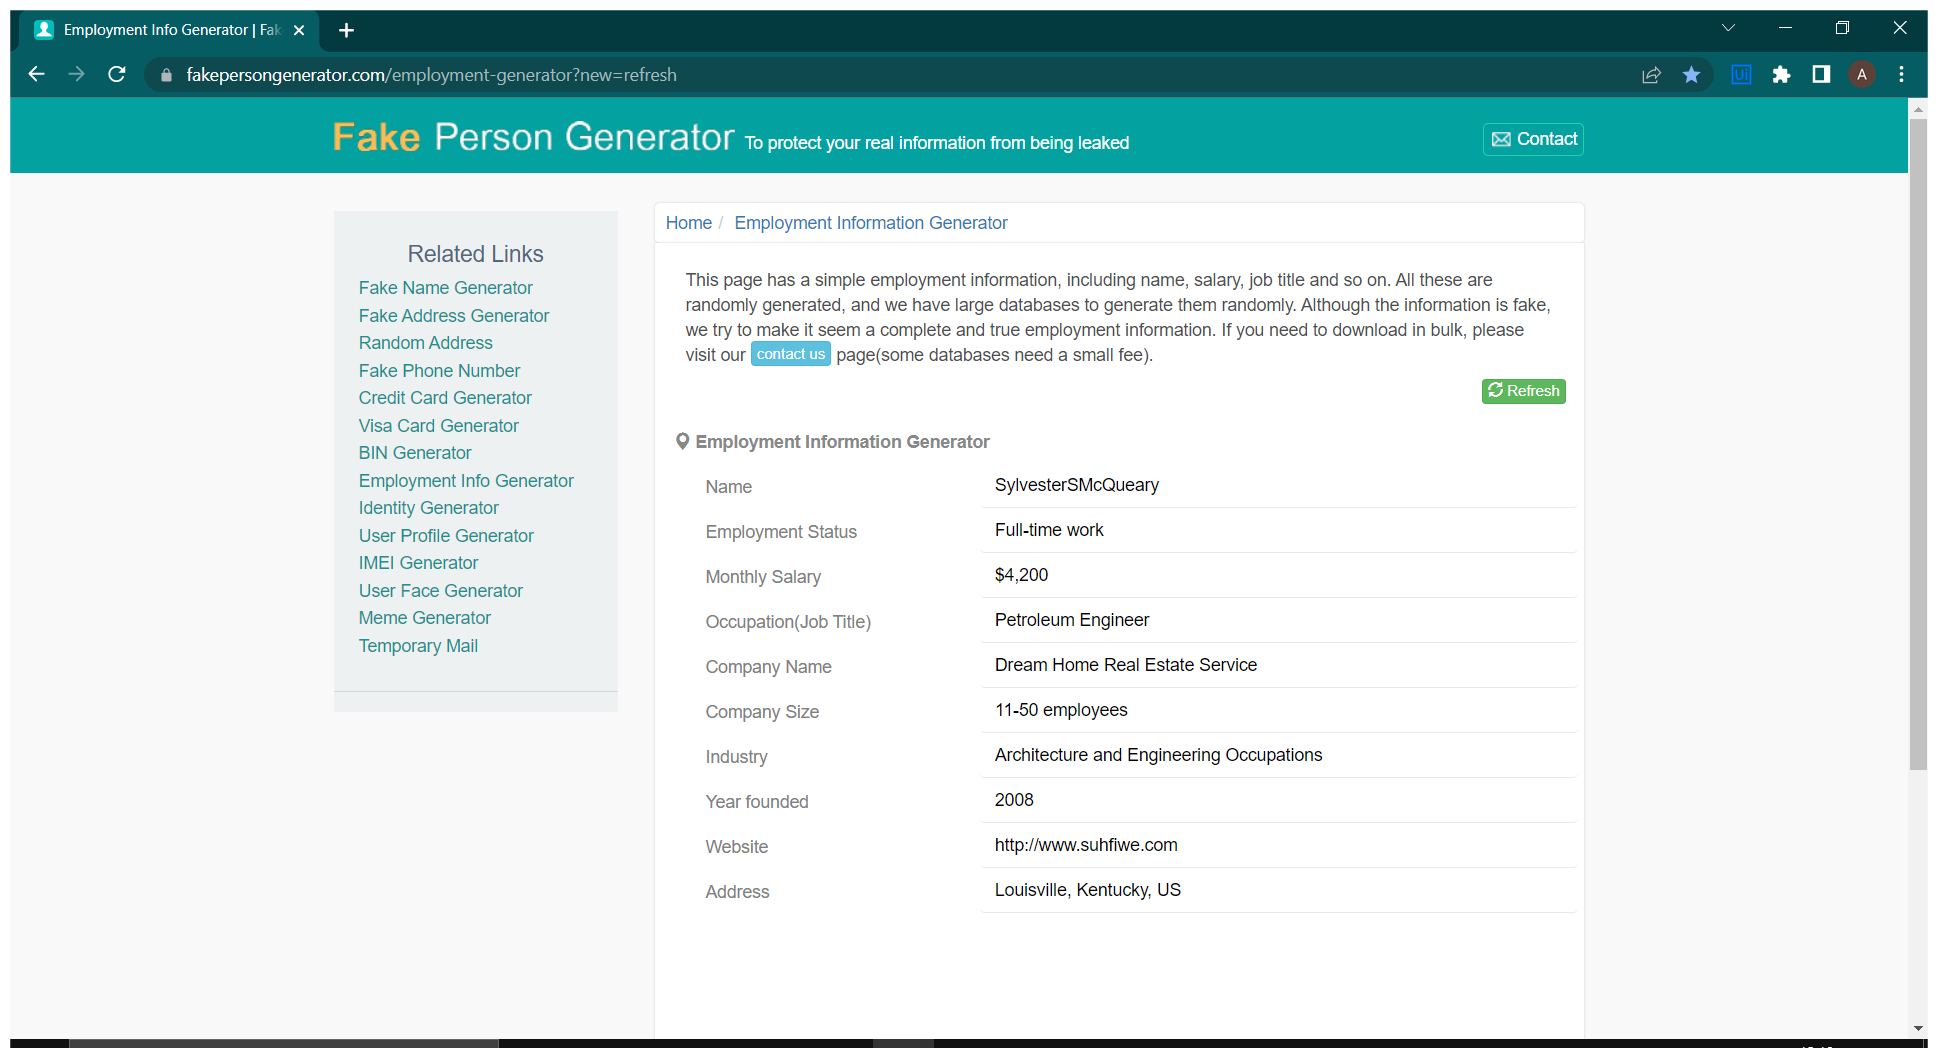 Employment Info Generator | Fak
fakepersongenerator.com/employment-generator?new=refresh
Ui
A
Fake Person Generator To protect your real information from being leaked
Contact
Related Links
Fake Name Generator
Fake Address Generator
Random Address
Fake Phone Number
Credit Card Generator
Visa Card Generator
BIN Generator
Employment Info Generator
Identity Generator
User Profile Generator
IMEI Generator
User Face Generator
Meme Generator
Temporary Mail
Home / Employment Information Generator
This page has a simple employment information, including name, salary, job title and so on. All these are
randomly generated, and we have large databases to generate them randomly. Although the information is fake,
we try to make it seem a complete and true employment information. If you need to download in bulk, please
visit our contact us page(some databases need a small fee).
Refresh
Employment Information Generator
Name SylvesterSMcQueary
Employment Status Full-time work
Monthly Salary $4,200
Occupation(Job Title) Petroleum Engineer
Company Name Dream Home Real Estate Service
Company Size 11-50 employees
Industry Architecture and Engineering Occupations
Year founded 2008
Website http://www.suhfiwe.com
Address Louisville, Kentucky, US